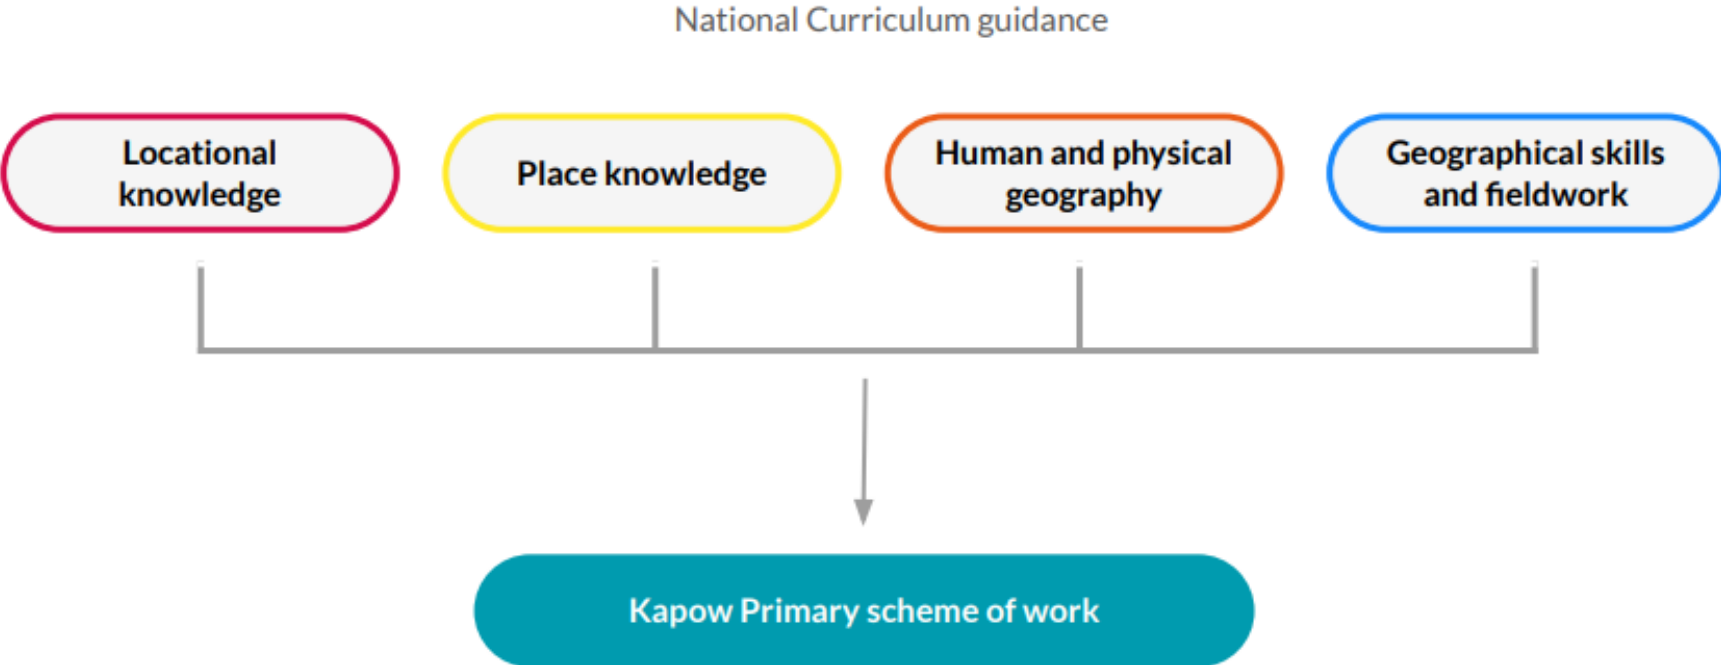 National Curriculum guidance
Locational
knowledge
Place knowledge
Human and physical
geography
Geographical skills
and fieldwork
Kapow Primary scheme of work